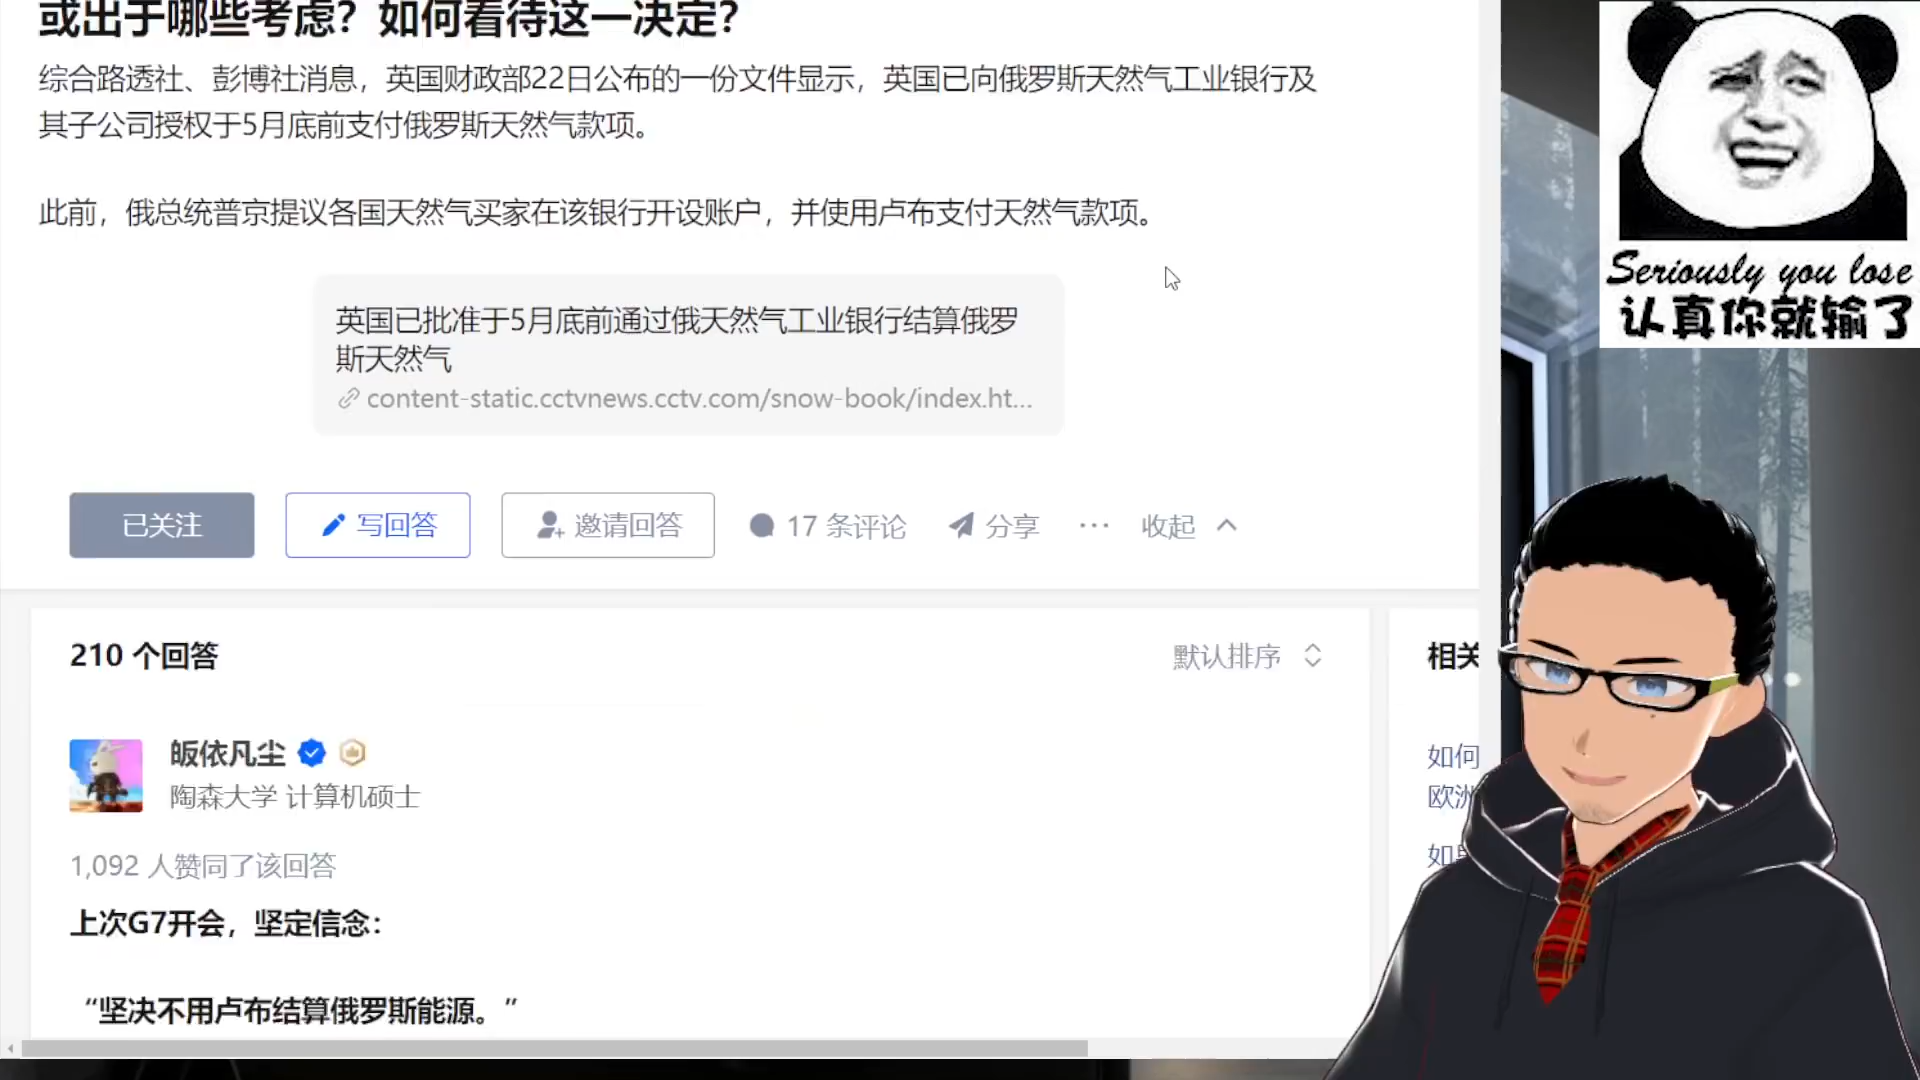 或出于哪些考虑？如何看待这一决定？
综合路透社、彭博社消息，英国财政部22日公布的一份文件显示，英国已向俄罗斯天然气工业银行及
其子公司授权于5月底前支付俄罗斯天然气款项。
此前，俄总统普京提议各国天然气买家在该银行开设账户，并使用卢布支付天然气款项。
英国已批准于5月底前通过俄天然气工业银行结算俄罗
斯天然气
content-static.cctvnews.cctv.com/snow-book/index.ht...
已关注
写回答
邀请回答
17 条评论
分享
收起
210 个回答
默认排序
皈依凡尘
陶森大学 计算机硕士
1,092 人赞同了该回答
上次G7开会，坚定信念：
“坚决不用卢布结算俄罗斯能源。”
相关
如何
欧洲
Seriously you lose
认真你就输了